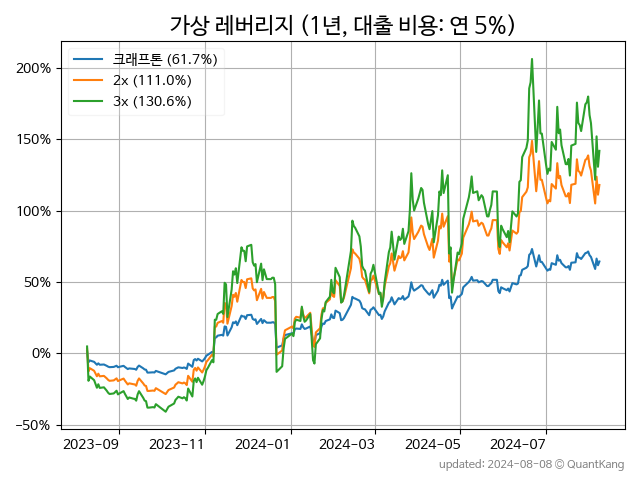 가상 레버리지 (1년, 대출 비용: 연 5%)
크래프톤 (61.7%)
2x (111.0%)
3x (130.6%)
200%
150%
100%
50%
0%
−50%
2023-09
2023-11
2024-01
2024-03
2024-05
2024-07
updated: 2024-08-08 © QuantKang